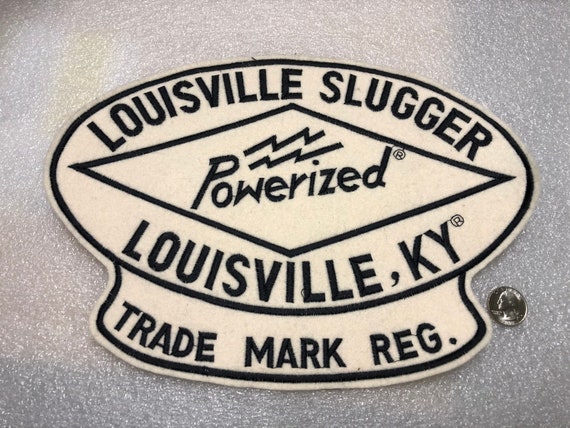 LOUISVILLE SLUGGER
Powerized®
LOUISVILLE, KY®
TRADE MARK REG.